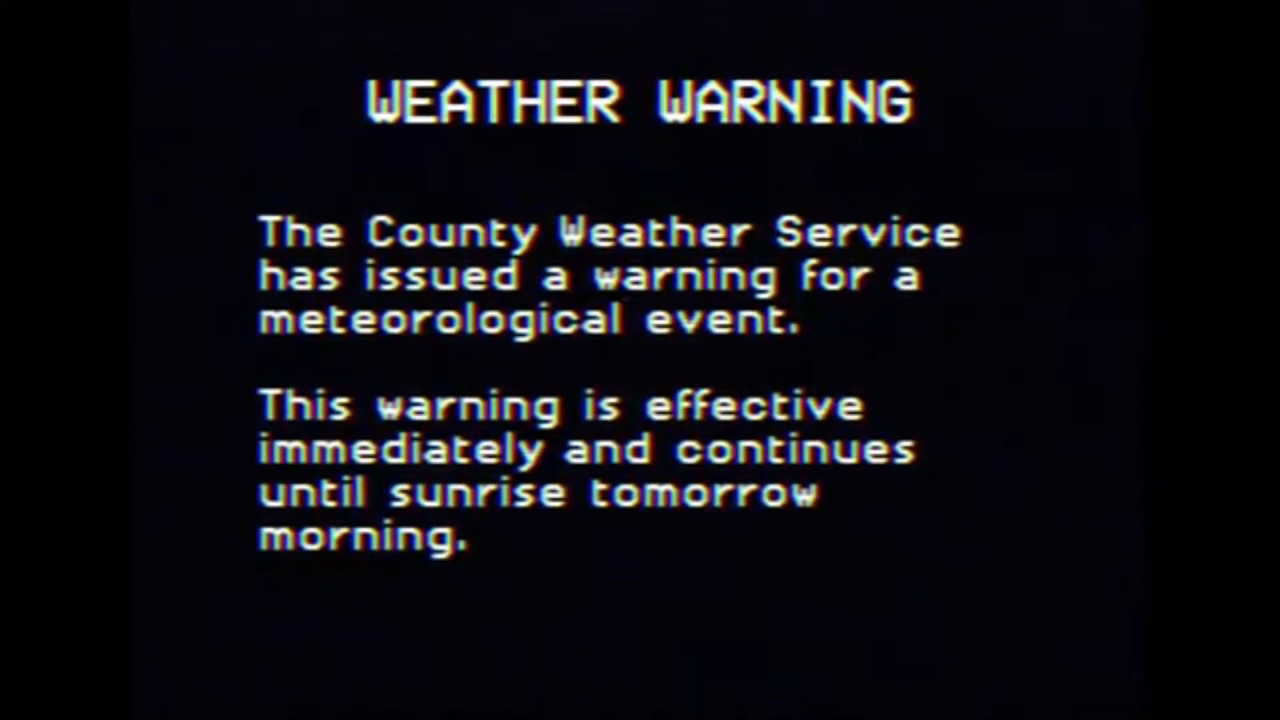 WEATHER WARNING
The County Weather Service
has issued a warning for a
meteorological event.
This warning is effective
immediately and continues
until sunrise tomorrow
morning.